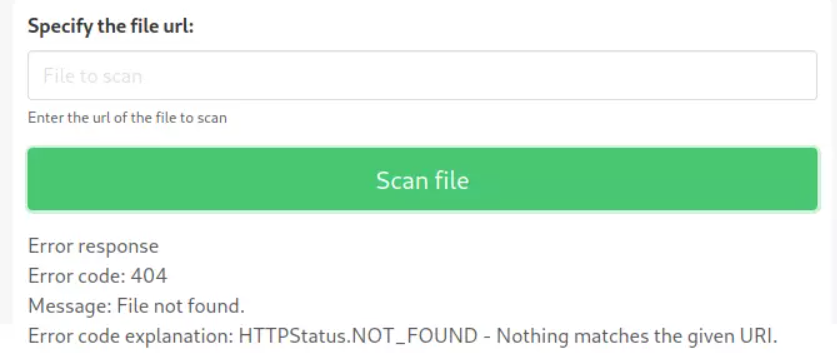 Specify the file url:
File to scan
Enter the url of the file to scan
Scan file
Error response
Error code: 404
Message: File not found.
Error code explanation: HTTPStatus.NOT_FOUND - Nothing matches the given URI.